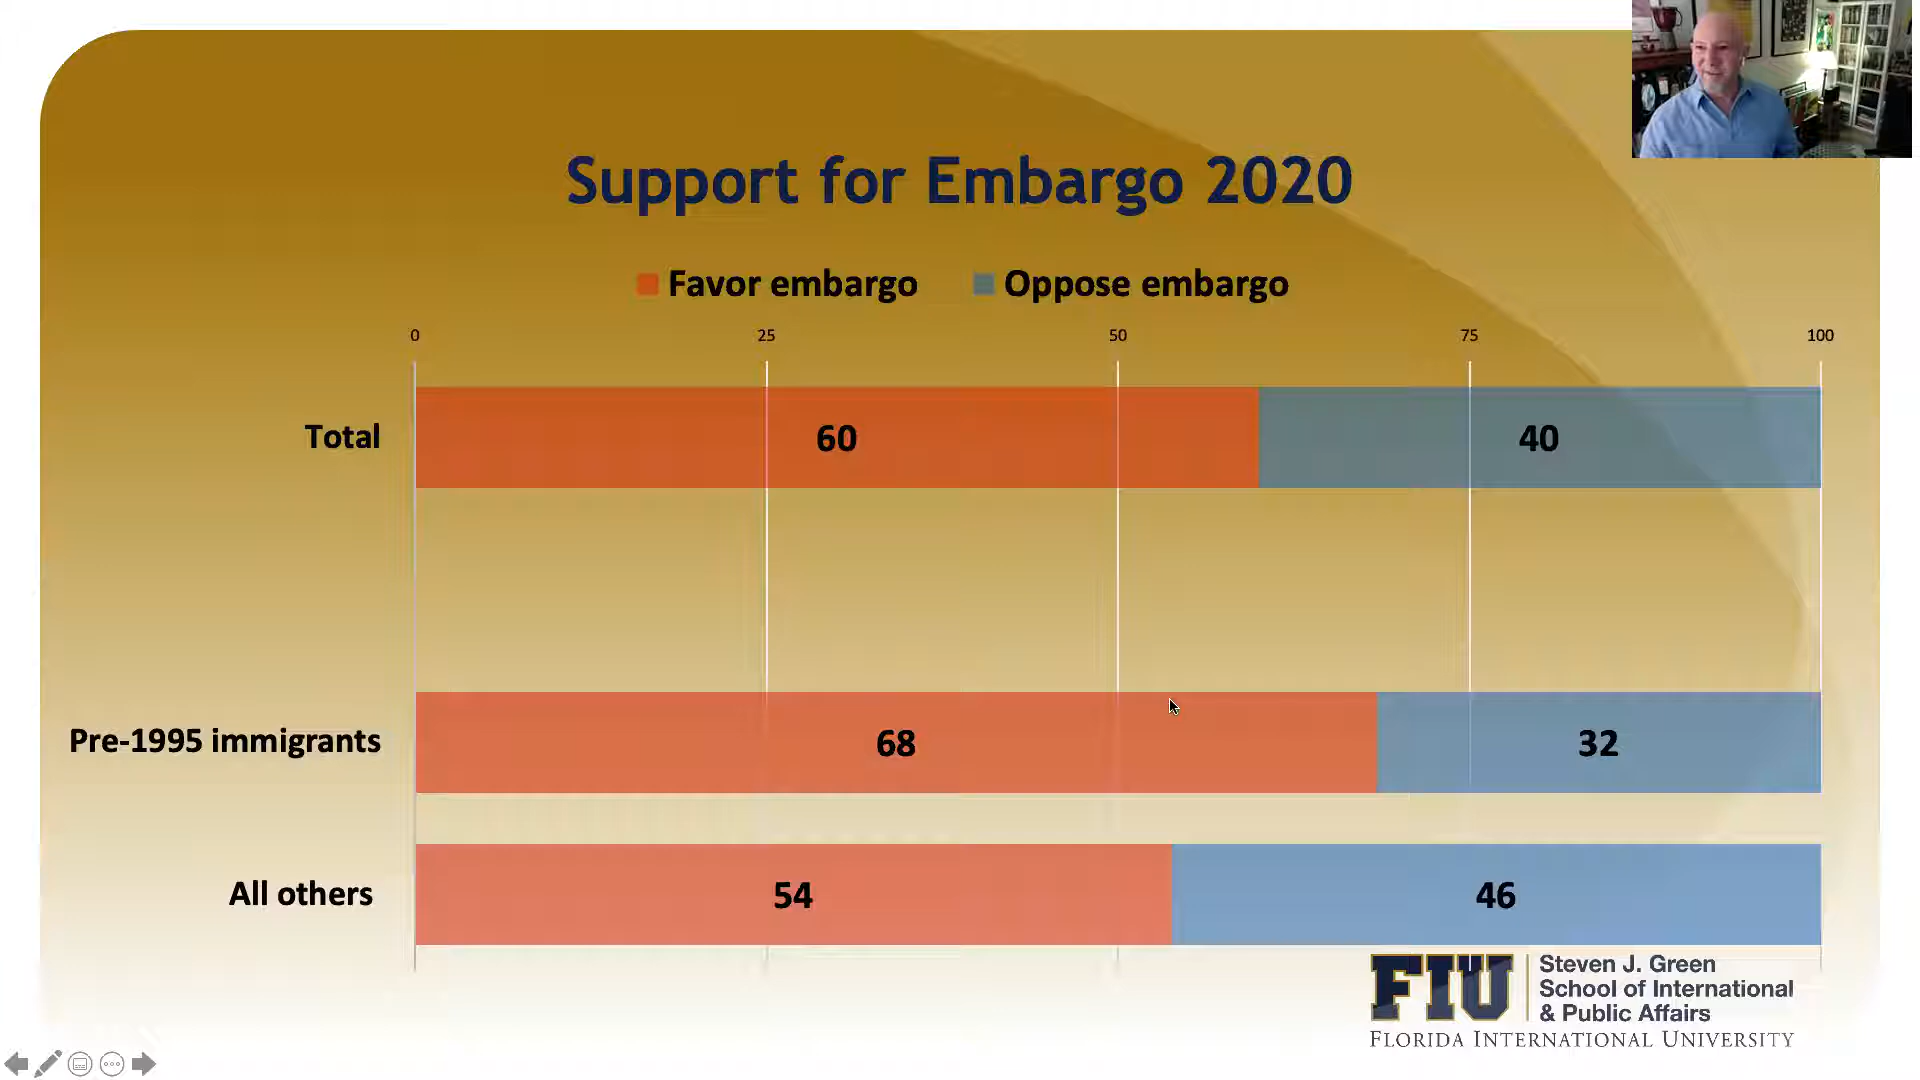 Support for Embargo 2020
Favor embargo Oppose embargo
0 25 50 75 100
Total 60 40
Pre-1995 immigrants 68 32
All others 54 46
FIU
Steven J. Green
School of International
& Public Affairs
FLORIDA INTERNATIONAL UNIVERSITY